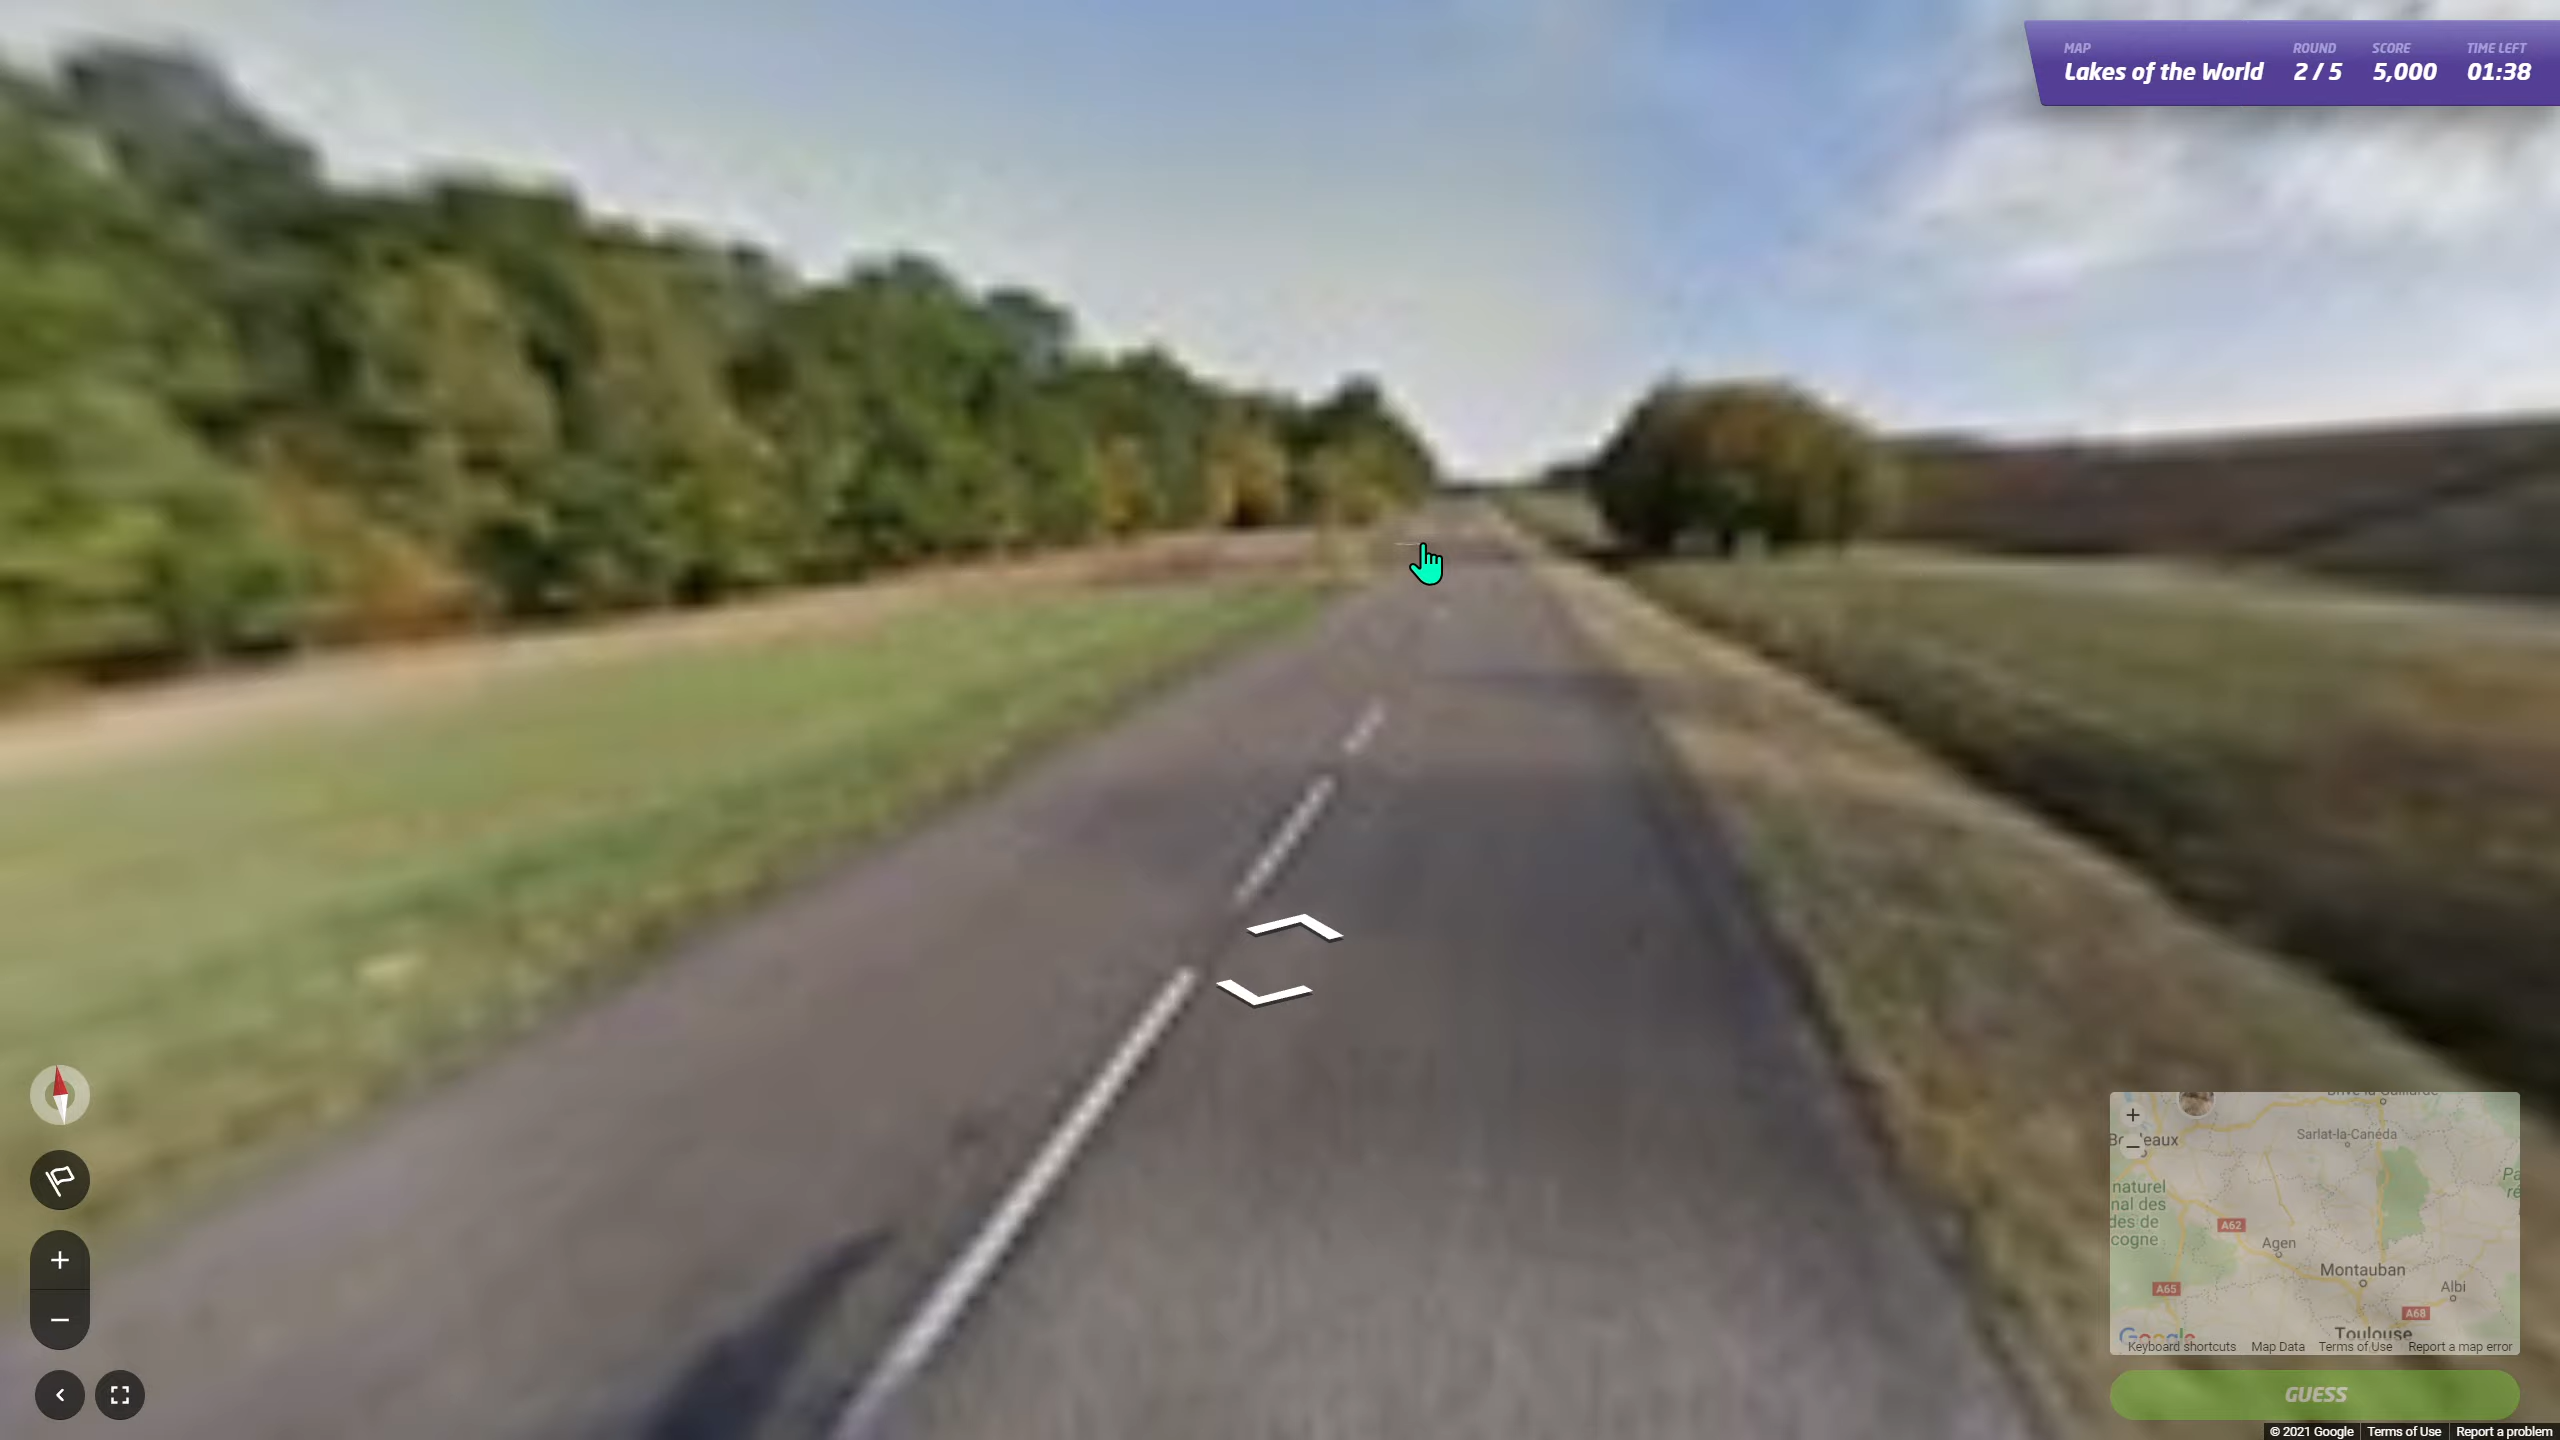 MAP
Lakes of the World
ROUND
2 / 5
SCORE
5,000
TIME LEFT
01:38
Sarlat-la-Canéda
naturel
nal des
des de
cogne
A62
Agen
Montauban
Albi
A65
A68
Toulouse
Google
Keyboard shortcuts
Map Data
Terms of Use
Report a map error
GUESS
© 2021 Google
Terms of Use
Report a problem